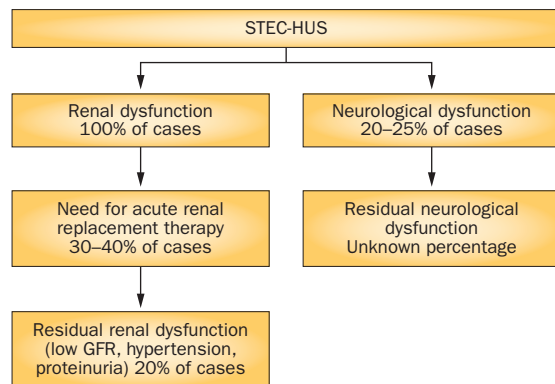 STEC-HUS
Renal dysfunction
100% of cases
Neurological dysfunction
20–25% of cases
Need for acute renal
replacement therapy
30–40% of cases
Residual neurological
dysfunction
Unknown percentage
Residual renal dysfunction
(low GFR, hypertension,
proteinuria) 20% of cases